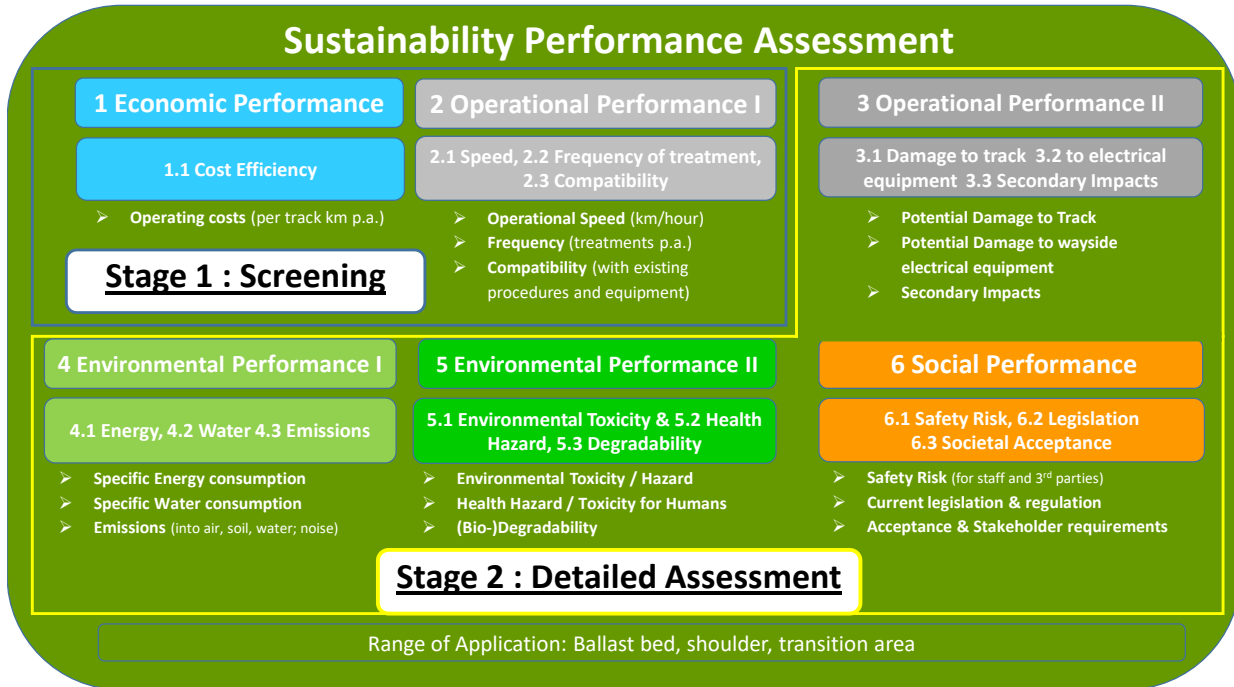 Sustainability Performance Assessment
1 Economic Performance
1.1 Cost Efficiency
➢ Operating costs (per track km p.a.)
Stage 1 : Screening
2 Operational Performance I
2.1 Speed, 2.2 Frequency of treatment,
2.3 Compatibility
➢ Operational Speed (km/hour)
➢ Frequency (treatments p.a.)
➢ Compatibility (with existing
procedures and equipment)
3 Operational Performance II
3.1 Damage to track 3.2 to electrical
equipment 3.3 Secondary Impacts
➢ Potential Damage to Track
➢ Potential Damage to wayside
electrical equipment
➢ Secondary Impacts
4 Environmental Performance I
4.1 Energy, 4.2 Water 4.3 Emissions
➢ Specific Energy consumption
➢ Specific Water consumption
➢ Emissions (into air, soil, water; noise)
5 Environmental Performance II
5.1 Environmental Toxicity & 5.2 Health
Hazard, 5.3 Degradability
➢ Environmental Toxicity / Hazard
➢ Health Hazard / Toxicity for Humans
➢ (Bio-)Degradability
6 Social Performance
6.1 Safety Risk, 6.2 Legislation
6.3 Societal Acceptance
➢ Safety Risk (for staff and 3rd parties)
➢ Current legislation & regulation
➢ Acceptance & Stakeholder requirements
Stage 2 : Detailed Assessment
Range of Application: Ballast bed, shoulder, transition area